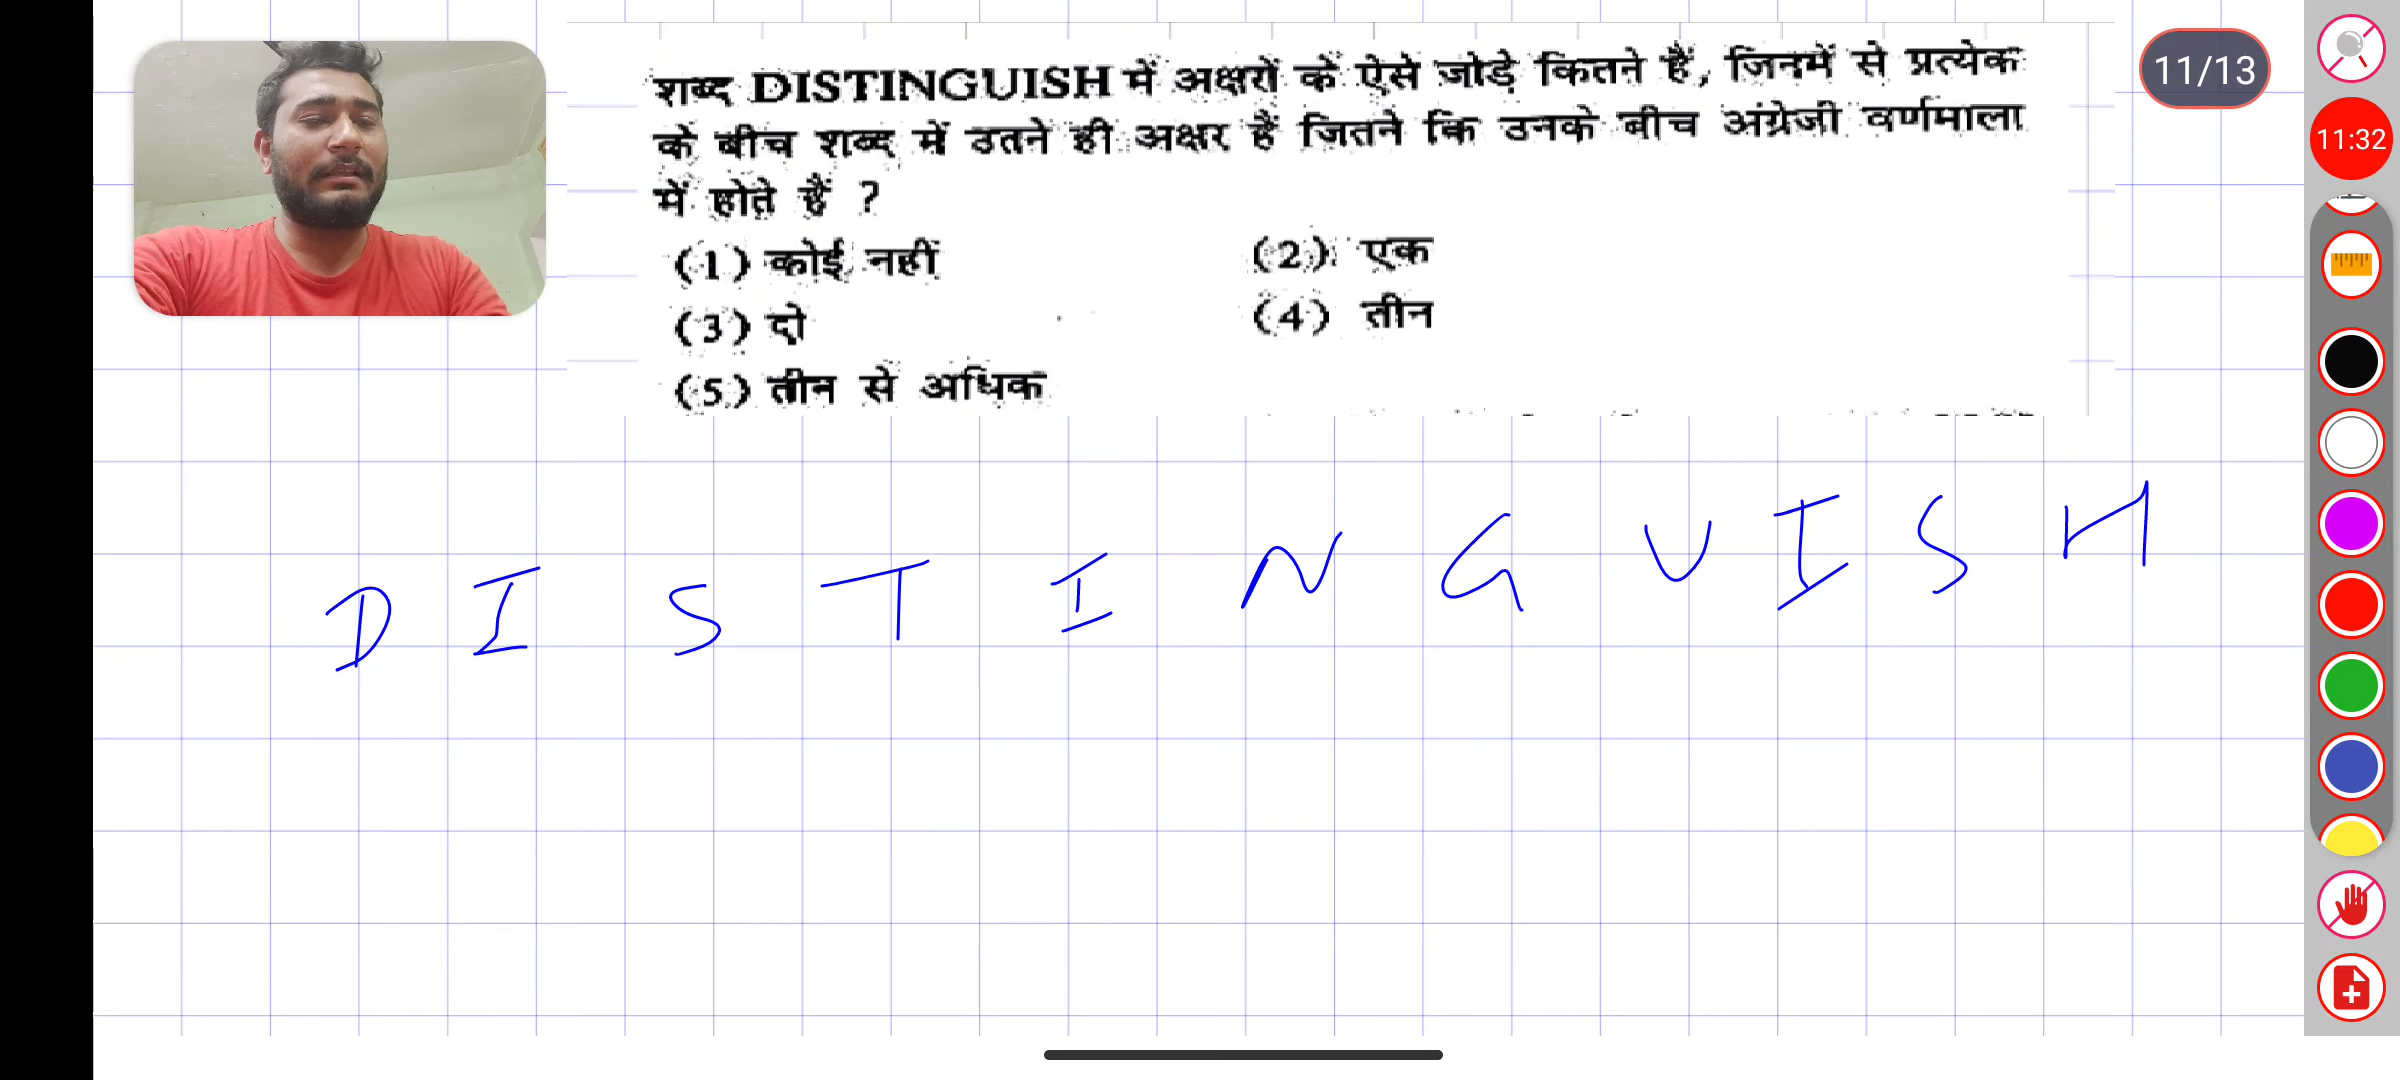 शब्द DISTINGUISH में अक्षरों के ऐसे जोड़े कितने हैं, जिनमें से प्रत्येक
के बीच शब्द में उतने ही अक्षर हैं जितने कि उनके बीच अंग्रेजी वर्णमाला
में होते हैं ?
(1) कोई नहीं (2) एक
(3) दो (4) तीन
(5) तीन से अधिक
D I S T I N G U I S H
11/13
11:32